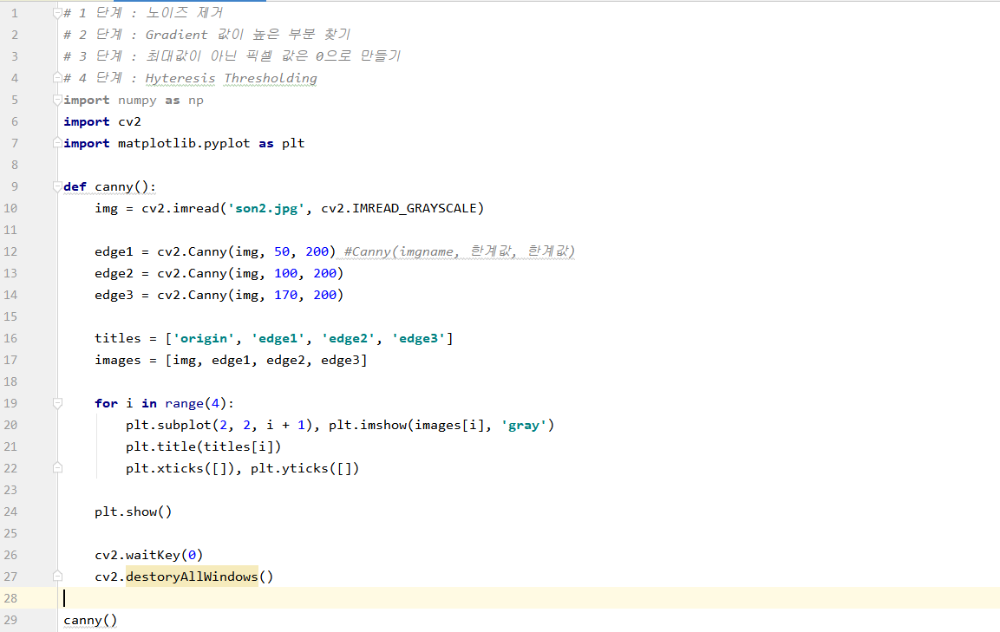 1 # 1 단계 : 노이즈 제거
2 # 2 단계 : Gradient 값이 높은 부분 찾기
3 # 3 단계 : 최대값이 아닌 픽셀 값은 0으로 만들기
4 # 4 단계 : Hyteresis Thresholding
5 import numpy as np
6 import cv2
7 import matplotlib.pyplot as plt
8
9 def canny():
10     img = cv2.imread('son2.jpg', cv2.IMREAD_GRAYSCALE)
11
12     edge1 = cv2.Canny(img, 50, 200) #Canny(imgname, 한계값, 한계값)
13     edge2 = cv2.Canny(img, 100, 200)
14     edge3 = cv2.Canny(img, 170, 200)
15
16     titles = ['origin', 'edge1', 'edge2', 'edge3']
17     images = [img, edge1, edge2, edge3]
18
19     for i in range(4):
20         plt.subplot(2, 2, i + 1), plt.imshow(images[i], 'gray')
21         plt.title(titles[i])
22         plt.xticks([]), plt.yticks([])
23
24     plt.show()
25
26     cv2.waitKey(0)
27     cv2.destoryAllWindows()
28
29 canny()